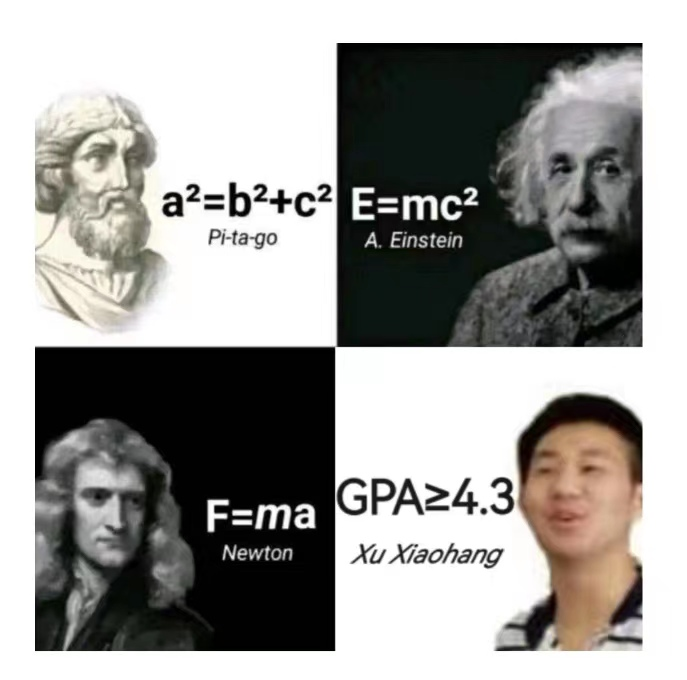 a²=b²+c²
Pi-ta-go
E=mc²
A. Einstein
F=ma
Newton
GPA≥4.3
Xu Xiaohang